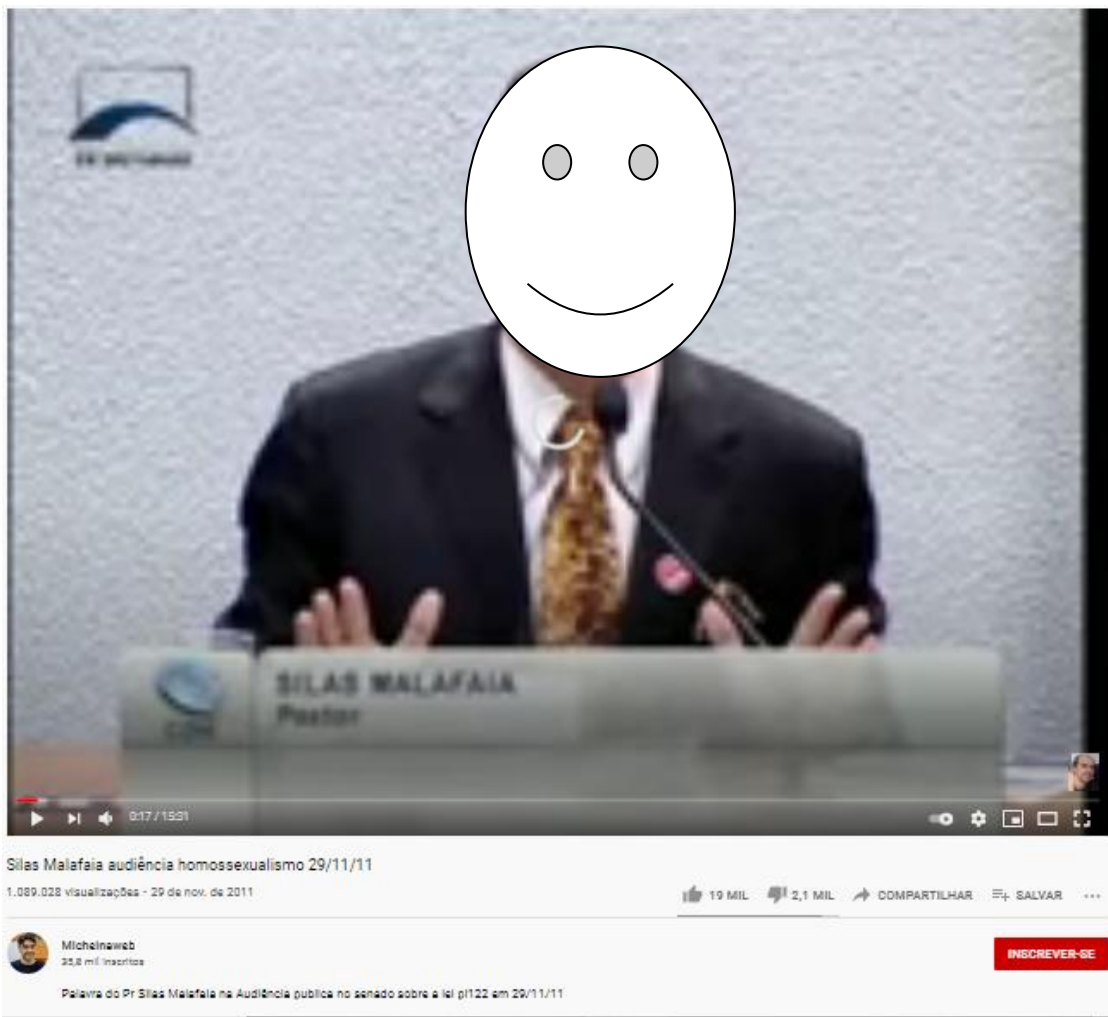 SILAS MALAFAIA
Pastor
0:17 / 15:31
Silas Malafaia audiência homossexualismo 29/11/11
1.089.028 visualizações - 29 de nov. de 2011
19 MIL 2,1 MIL COMPARTILHAR SALVAR
Michelnaweb
35,8 mil inscritos
INSCREVER-SE
Palavra do Pr Silas Malafaia na Audiência publica no senado sobre a lei pl122 em 29/11/11